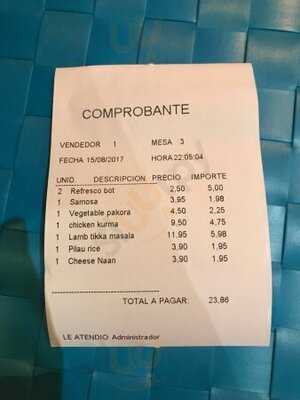 COMPROBANTE
VENDEDOR 1 MESA 3
FECHA 15/08/2017 HORA 22:05:04
UNID. DESCRIPCION PRECIO IMPORTE
2 Refresco bot 2,50 5,00
1 Samosa 3,95 1,98
1 Vegetable pakora 4,50 2,25
1 chicken kurma 9,50 4,75
1 Lamb tikka masala 11,95 5,98
1 Pilau rice 3,90 1,95
1 Cheese Naan 3,90 1,95
TOTAL A PAGAR: 23,86
LE ATENDIO Administrador